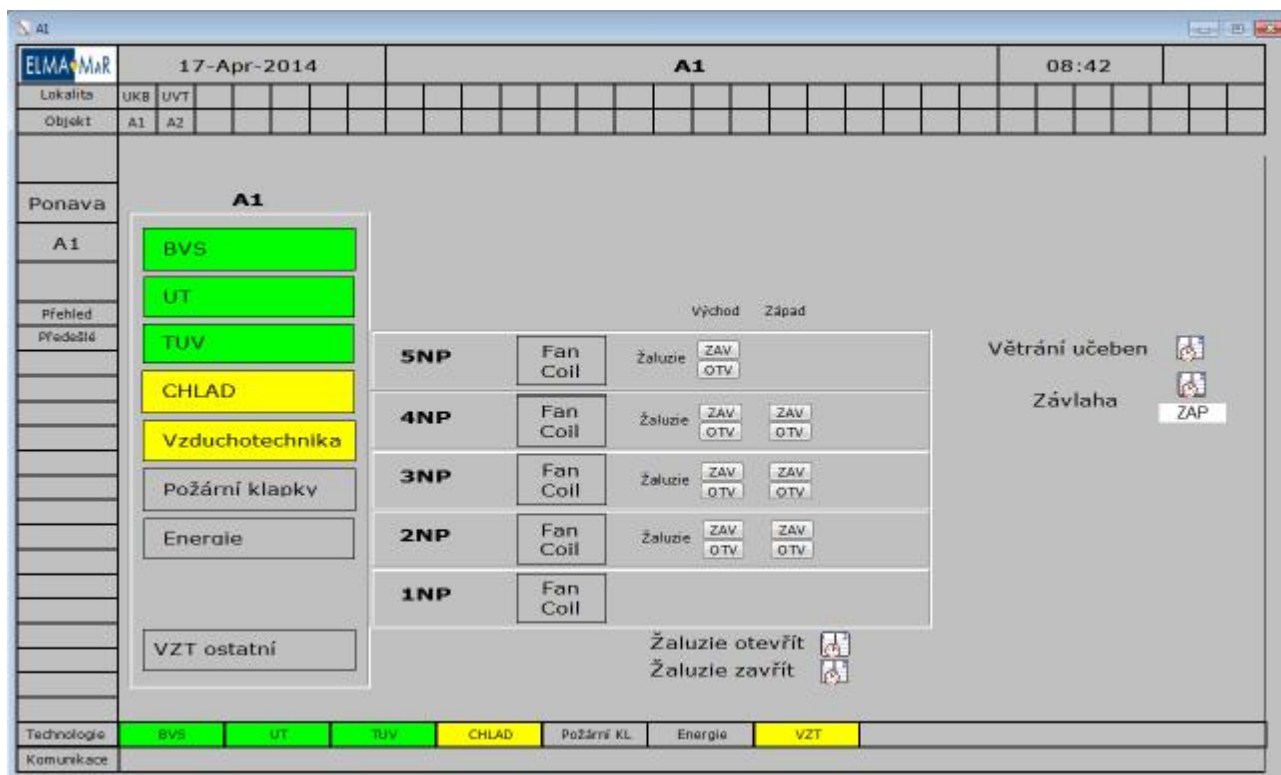 A1
ELMA MAR 17-Apr-2014 A1 08:42
Lokalita UKB UVT
Objekt A1 A2
Ponava
A1
Přehled
Předešlé
A1
BVS
UT
TUV
CHLAD
Vzduchotechnika
Požární klapky
Energie
VZT ostatní
Východ Západ
5NP Fan Coil Žaluzie ZAV OTV
4NP Fan Coil Žaluzie ZAV OTV ZAV OTV
3NP Fan Coil Žaluzie ZAV OTV ZAV OTV
2NP Fan Coil Žaluzie ZAV OTV ZAV OTV
1NP Fan Coil
Žaluzie otevřít
Žaluzie zavřít
Větrání učeben
Závlaha
ZAP
Technologie BVS UT TUV CHLAD Požární KL Energie VZT
Komunikace